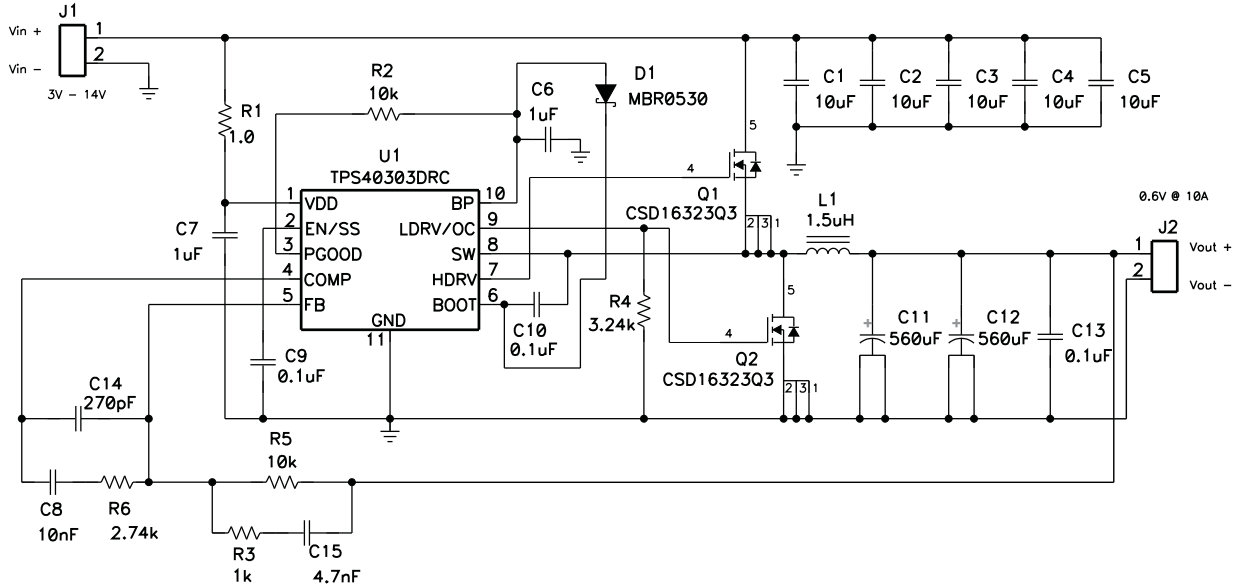 J1
Vin +
1
2
Vin -
3V - 14V
R1
1.0
R2
10k
C6
1uF
D1
MBR0530
C1
10uF
C2
10uF
C3
10uF
C4
10uF
C5
10uF
U1
TPS40303DRC
1 VDD
2 EN/SS
3 PGOOD
4 COMP
5 FB
BP 10
LDRV/OC 9
SW 8
HDRV 7
BOOT 6
GND
11
C7
1uF
5
4
Q1
CSD16323Q3
2 3 1
L1
1.5uH
0.6V @ 10A
J2
1
2
Vout +
Vout -
R4
3.24k
C10
0.1uF
5
4
Q2
CSD16323Q3
2 3 1
+
C11
560uF
+
C12
560uF
C13
0.1uF
C9
0.1uF
C14
270pF
R5
10k
C8
10nF
R6
2.74k
R3
1k
C15
4.7nF